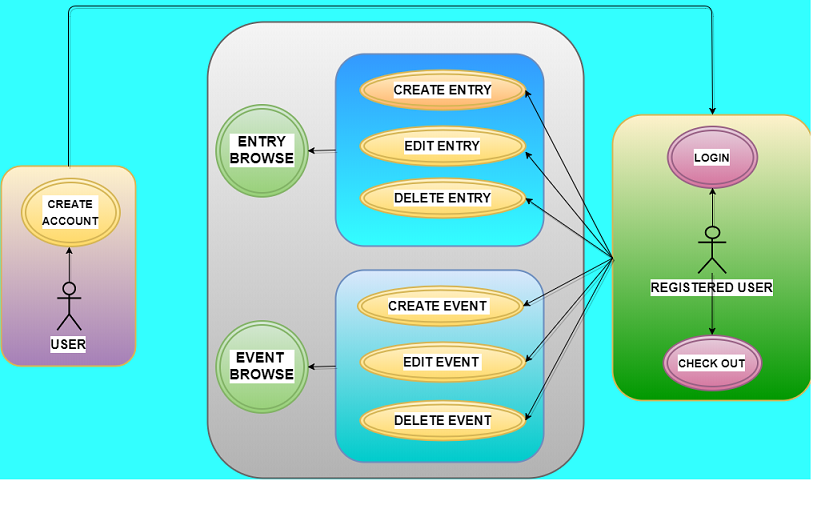 CREATE
ACCOUNT
USER
ENTRY
BROWSE
CREATE ENTRY
EDIT ENTRY
DELETE ENTRY
EVENT
BROWSE
CREATE EVENT
EDIT EVENT
DELETE EVENT
LOGIN
REGISTERED USER
CHECK OUT